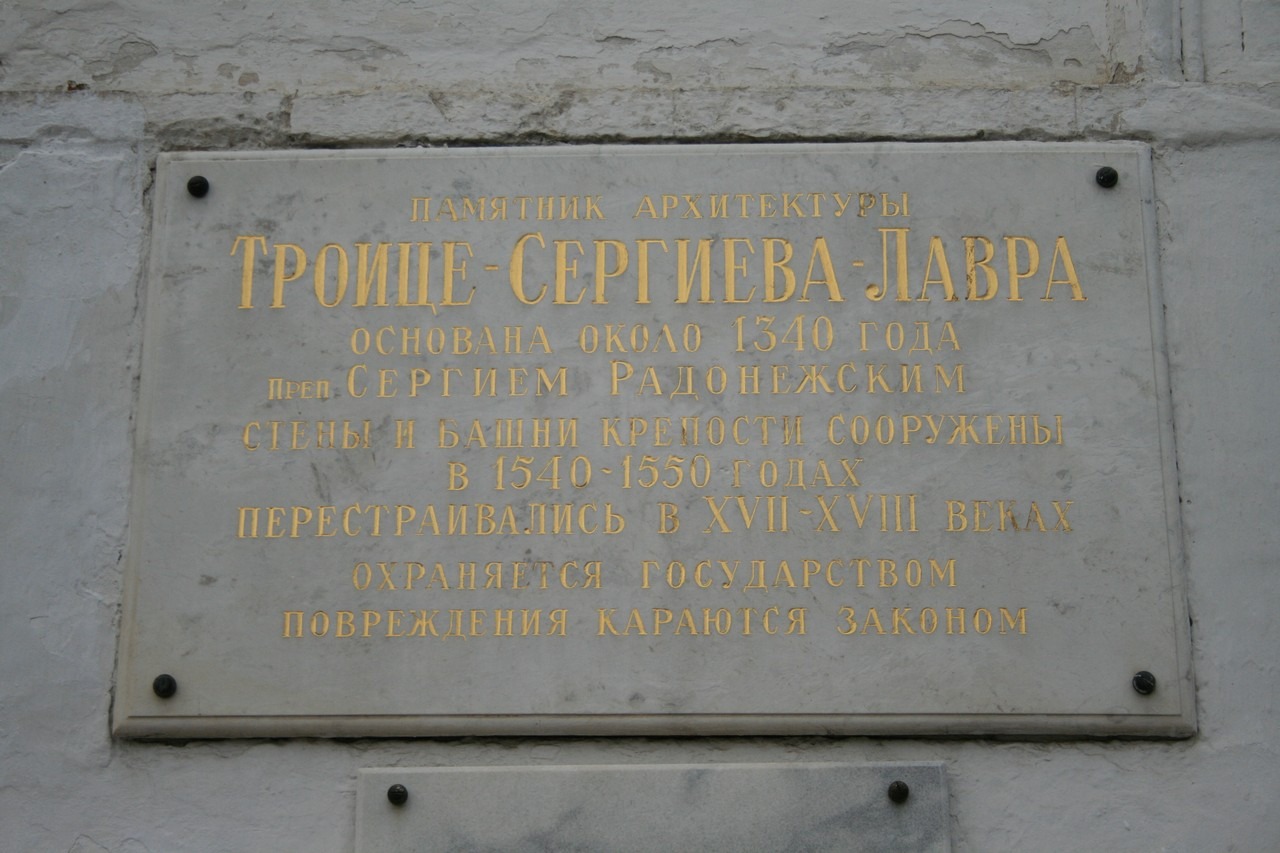 ПАМЯТНИК АРХИТЕКТУРЫ
ТРОИЦЕ-СЕРГИЕВА-ЛАВРА
ОСНОВАНА ОКОЛО 1340 ГОДА
ПРЕП. СЕРГИЕМ РАДОНЕЖСКИМ
СТЕНЫ И БАШНИ КРЕПОСТИ СООРУЖЕНЫ
В 1540-1550-ГОДАХ
ПЕРЕСТРАИВАЛИСЬ В XVII-XVIII ВЕКАХ
ОХРАНЯЕТСЯ ГОСУДАРСТВОМ
ПОВРЕЖДЕНИЯ КАРАЮТСЯ ЗАКОНОМ